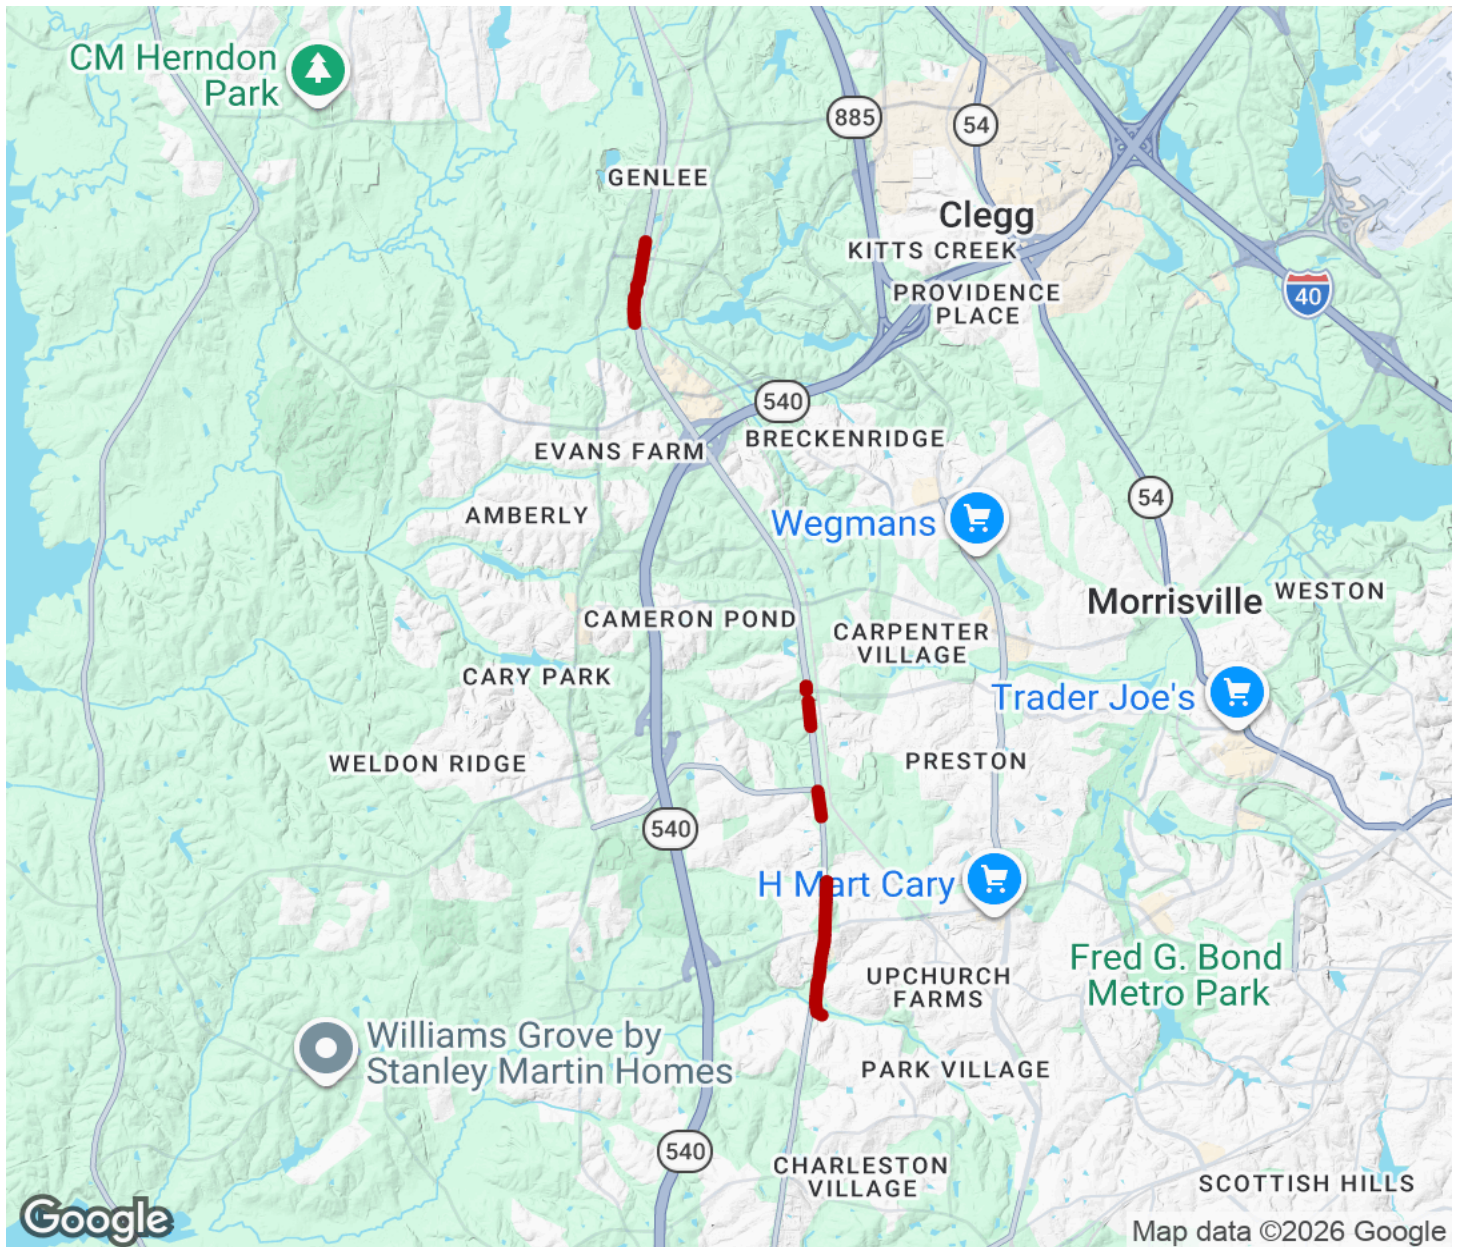 CM Herndon
Park
885
54
GENLEE
Clegg
KITTS CREEK
PROVIDENCE
PLACE
40
540
BRECKENRIDGE
EVANS FARM
54
AMBERLY
Wegmans
WESTON
Morrisville
CAMERON POND
CARPENTER
VILLAGE
CARY PARK
Trader Joe's
WELDON RIDGE
PRESTON
540
H Mart Cary
Fred G. Bond
Metro Park
UPCHURCH
FARMS
Williams Grove by
Stanley Martin Homes
PARK VILLAGE
540
CHARLESTON
VILLAGE
SCOTTISH HILLS
Google
Map data ©2026 Google